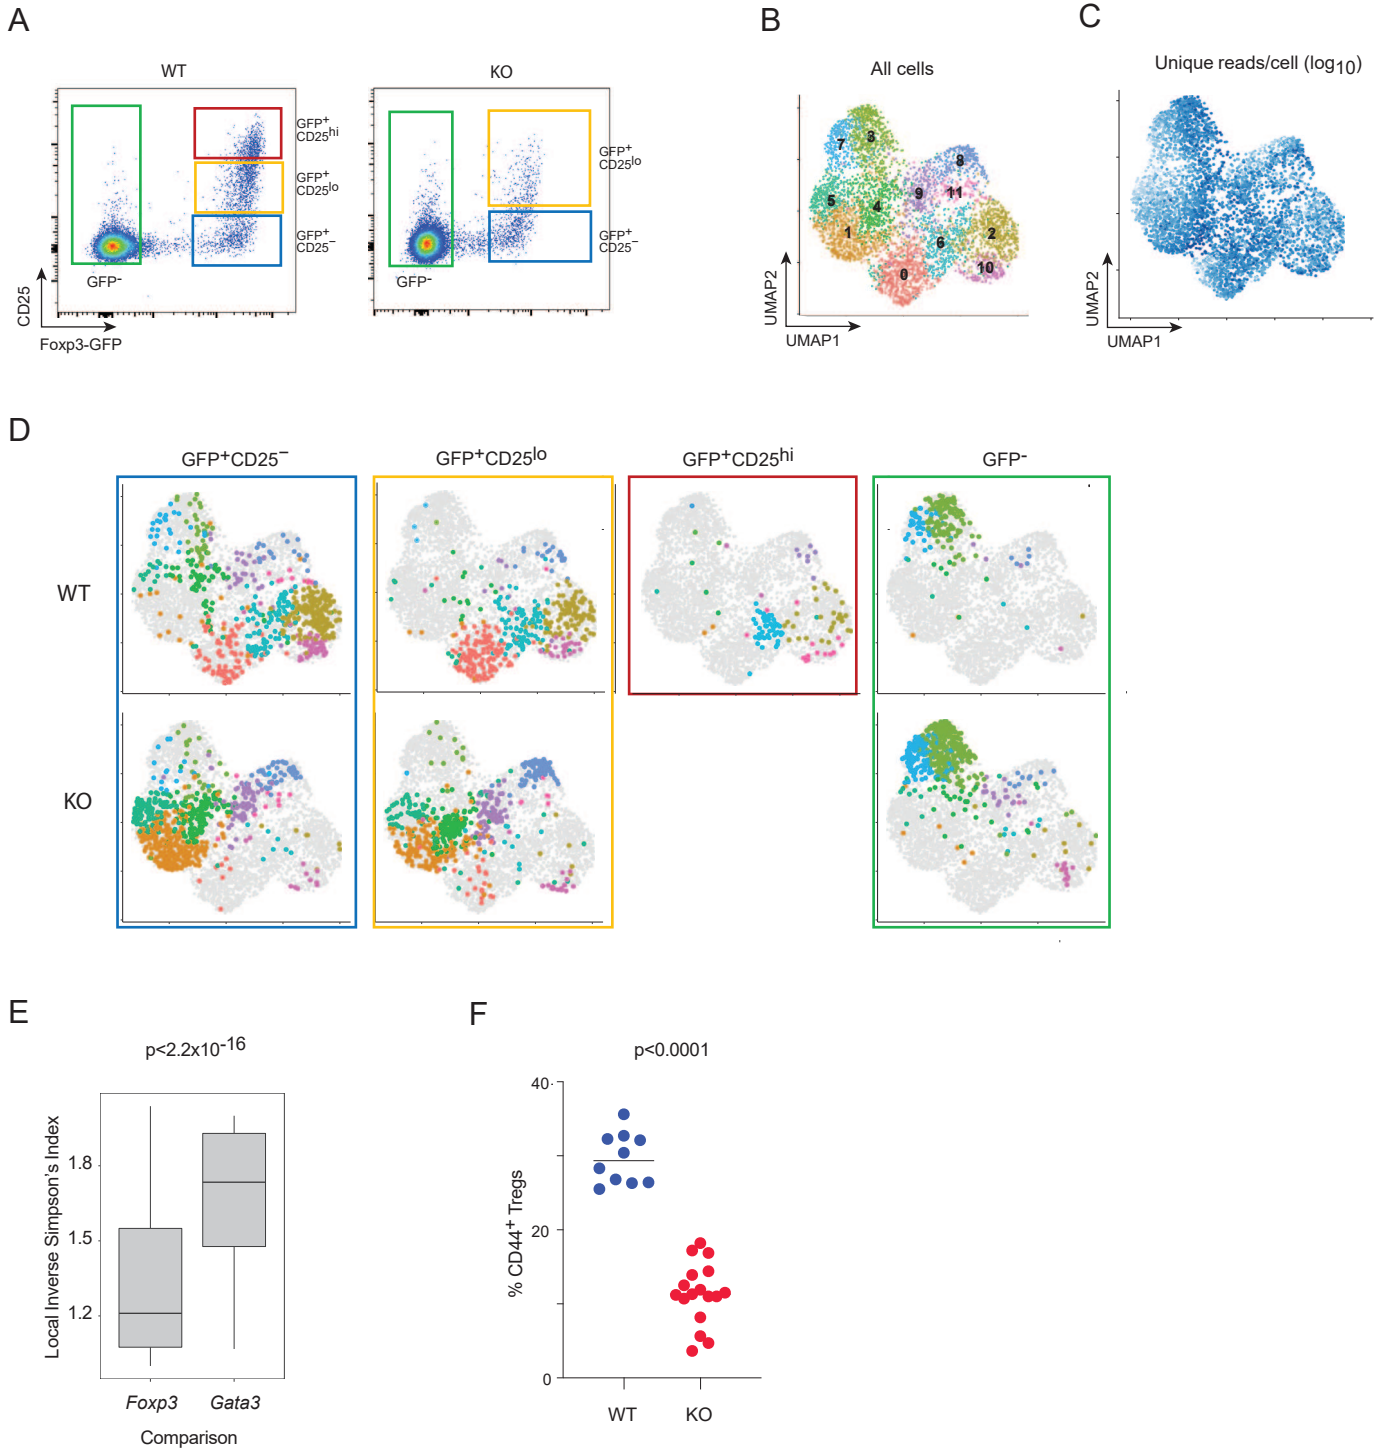 A
WT
KO
GFP+
CD25hi
GFP+
CD25lo
GFP+
CD25–
GFP-
GFP+
CD25lo
GFP+
CD25–
GFP-
CD25
Foxp3-GFP
B
All cells
7
3
8
5
4
9
11
1
6
2
0
10
UMAP2
UMAP1
C
Unique reads/cell (log10)
UMAP2
UMAP1
D
GFP+CD25–
GFP+CD25lo
GFP+CD25hi
GFP-
WT
KO
E
p<2.2x10-16
Local Inverse Simpson's Index
1.8
1.5
1.2
Foxp3
Gata3
Comparison
F
p<0.0001
% CD44+ Tregs
40
20
0
WT
KO